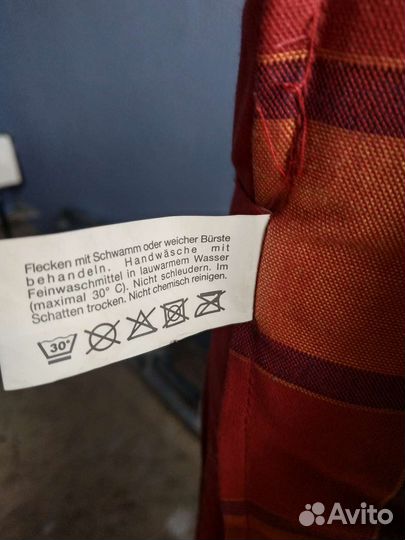 Flecken mit Schwamm oder weicher Bürste
behandeln. Handwäsche mit
Feinwaschmittel in lauwarmem Wasser
(maximal 30° C). Nicht schleudern. Im
Schatten trocken. Nicht chemisch reinigen.
30°
Avito